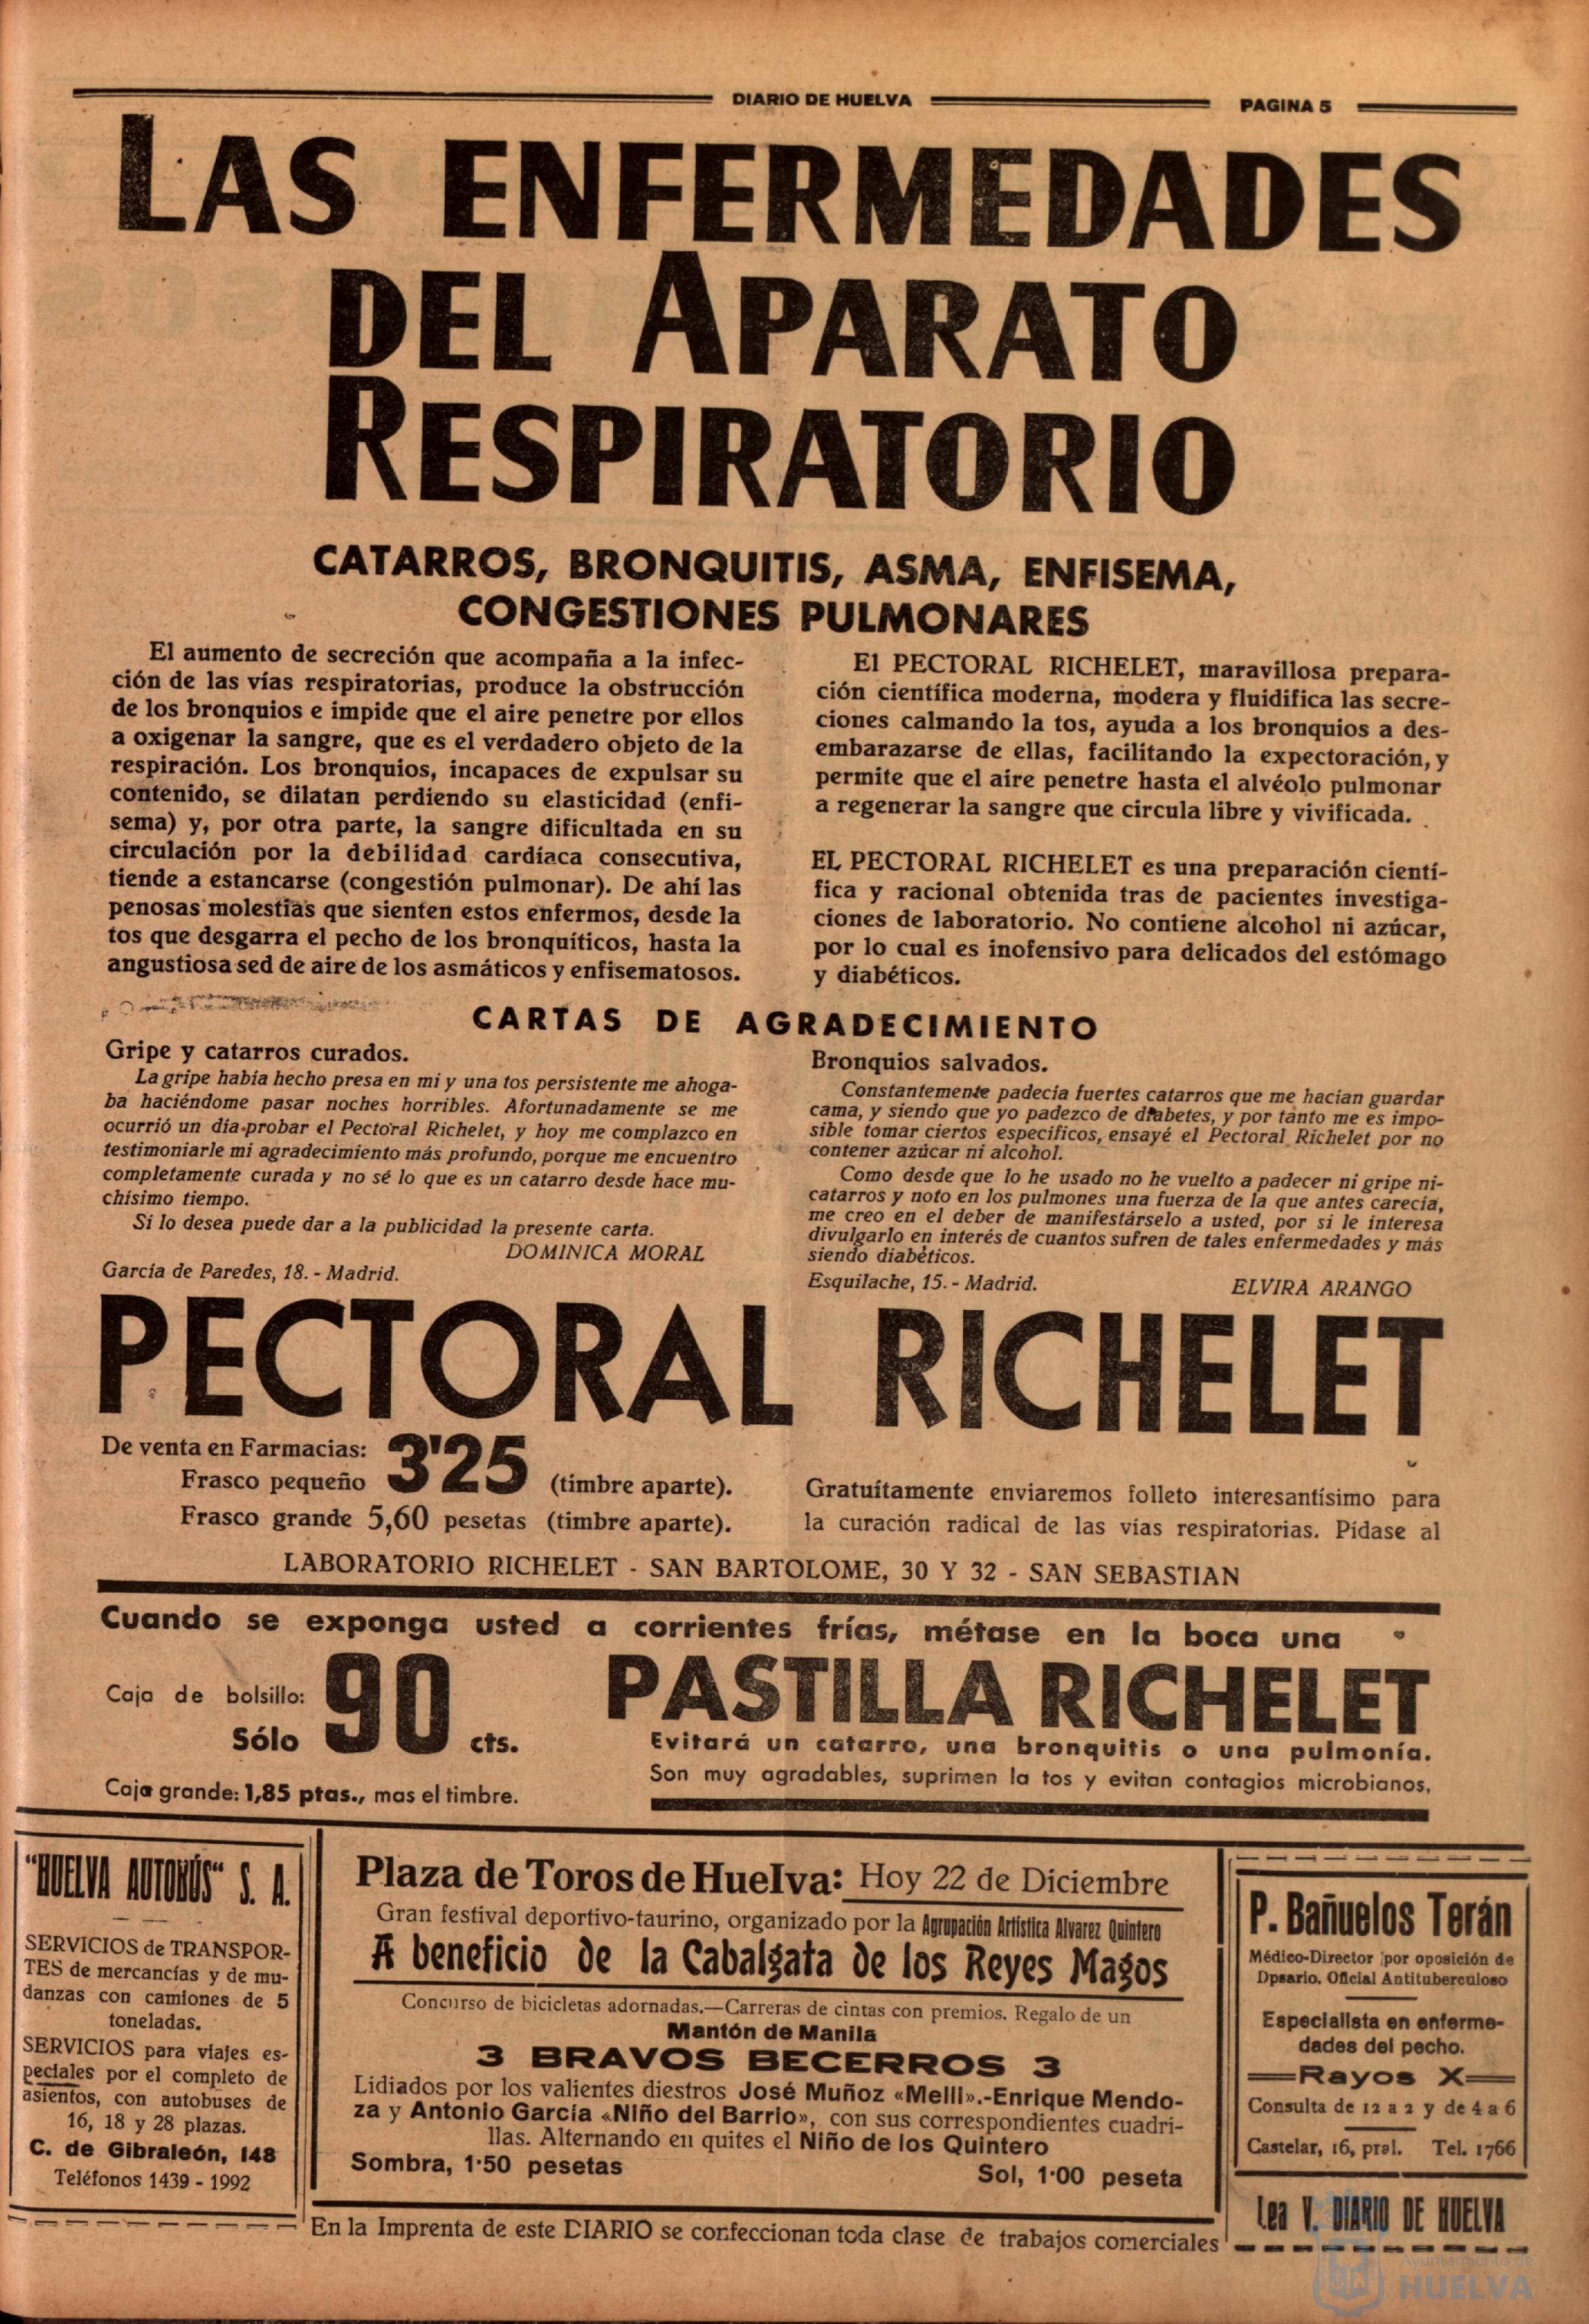 DIARIO DE HUELVA
PAGINA 5
LAS ENFERMEDADES
DEL APARATO
RESPIRATORIO
CATARROS, BRONQUITIS, ASMA, ENFISEMA,
CONGESTIONES PULMONARES
El aumento de secreción que acompaña a la infec-
ción de las vías respiratorias, produce la obstrucción
de los bronquios e impide que el aire penetre por ellos
a oxigenar la sangre, que es el verdadero objeto de la
respiración. Los bronquios, incapaces de expulsar su
contenido, se dilatan perdiendo su elasticidad (enfi-
sema) y, por otra parte, la sangre dificultada en su
circulación por la debilidad cardíaca consecutiva,
tiende a estancarse (congestión pulmonar). De ahí las
penosas molestias que sienten estos enfermos, desde la
tos que desgarra el pecho de los bronquíticos, hasta la
angustiosa sed de aire de los asmáticos y enfisematosos.
El PECTORAL RICHELET, maravillosa prepara-
ción científica moderna, modera y fluidifica las secre-
ciones calmando la tos, ayuda a los bronquios a des-
embarazarse de ellas, facilitando la expectoración, y
permite que el aire penetre hasta el alvéolo pulmonar
a regenerar la sangre que circula libre y vivificada.
EL PECTORAL RICHELET es una preparación cientí-
fica y racional obtenida tras de pacientes investiga-
ciones de laboratorio. No contiene alcohol ni azúcar,
por lo cual es inofensivo para delicados del estómago
y diabéticos.
CARTAS DE AGRADECIMIENTO
Gripe y catarros curados.
La gripe había hecho presa en mi y una tos persistente me ahoga-
ba haciéndome pasar noches horribles. Afortunadamente se me
ocurrió un día probar el Pectoral Richelet, y hoy me complazco en
testimoniarle mi agradecimiento más profundo, porque me encuentro
completamente curada y no sé lo que es un catarro desde hace mu-
chísimo tiempo.
Si lo desea puede dar a la publicidad la presente carta.
DOMINICA MORAL
García de Paredes, 18. - Madrid.
Bronquios salvados.
Constantemente padecía fuertes catarros que me hacían guardar
cama, y siendo que yo padezco de diabetes, y por tanto me es impo-
sible tomar ciertos específicos, ensayé el Pectoral Richelet por no
contener azúcar ni alcohol.
Como desde que lo he usado no he vuelto a padecer ni gripe ni-
catarros y noto en los pulmones una fuerza de la que antes carecía,
me creo en el deber de manifestárselo a usted, por si le interesa
divulgarlo en interés de cuantos sufren de tales enfermedades y más
siendo diabéticos.
Esquilache, 15. - Madrid.
ELVIRA ARANGO
PECTORAL RICHELET
De venta en Farmacias:
Frasco pequeño 3'25 (timbre aparte).
Frasco grande 5,60 pesetas (timbre aparte).
Gratuitamente enviaremos folleto interesantísimo para
la curación radical de las vías respiratorias. Pídase al
LABORATORIO RICHELET - SAN BARTOLOME, 30 Y 32 - SAN SEBASTIAN
Cuando se exponga usted a corrientes frías, métase en la boca una
Caja de bolsillo:
Sólo 90 cts.
Caja grande: 1,85 ptas., mas el timbre.
PASTILLA RICHELET
Evitará un catarro, una bronquitis o una pulmonía.
Son muy agradables, suprimen la tos y evitan contagios microbianos.
"HUELVA AUTOBÚS" S. A.
SERVICIOS de TRANSPOR-
TES de mercancías y de mu-
danzas con camiones de 5
toneladas.
SERVICIOS para viajes es-
peciales por el completo de
asientos, con autobuses de
16, 18 y 28 plazas.
C. de Gibraleón, 148
Teléfonos 1439 - 1992
Plaza de Toros de Huelva: Hoy 22 de Diciembre
Gran festival deportivo-taurino, organizado por la Agrupación Artística Alvarez Quintero
A beneficio de la Cabalgata de los Reyes Magos
Concurso de bicicletas adornadas.—Carreras de cintas con premios. Regalo de un
Mantón de Manila
3 BRAVOS BECERROS 3
Lidiados por los valientes diestros José Muñoz «Melli».-Enrique Mendo-
za y Antonio García «Niño del Barrio», con sus correspondientes cuadri-
llas. Alternando en quites el Niño de los Quintero
Sombra, 1·50 pesetas
Sol, 1·00 peseta
P. Bañuelos Terán
Médico-Director por oposición de
Dpsario. Oficial Antituberculoso
Especialista en enferme-
dades del pecho.
Rayos X
Consulta de 12 a 2 y de 4 a 6
Castelar, 16, pral. Tel. 1766
En la Imprenta de este DIARIO se confeccionan toda clase de trabajos comerciales
Lea V. DIARIO DE HUELVA
Ayuntamiento de
HUELVA